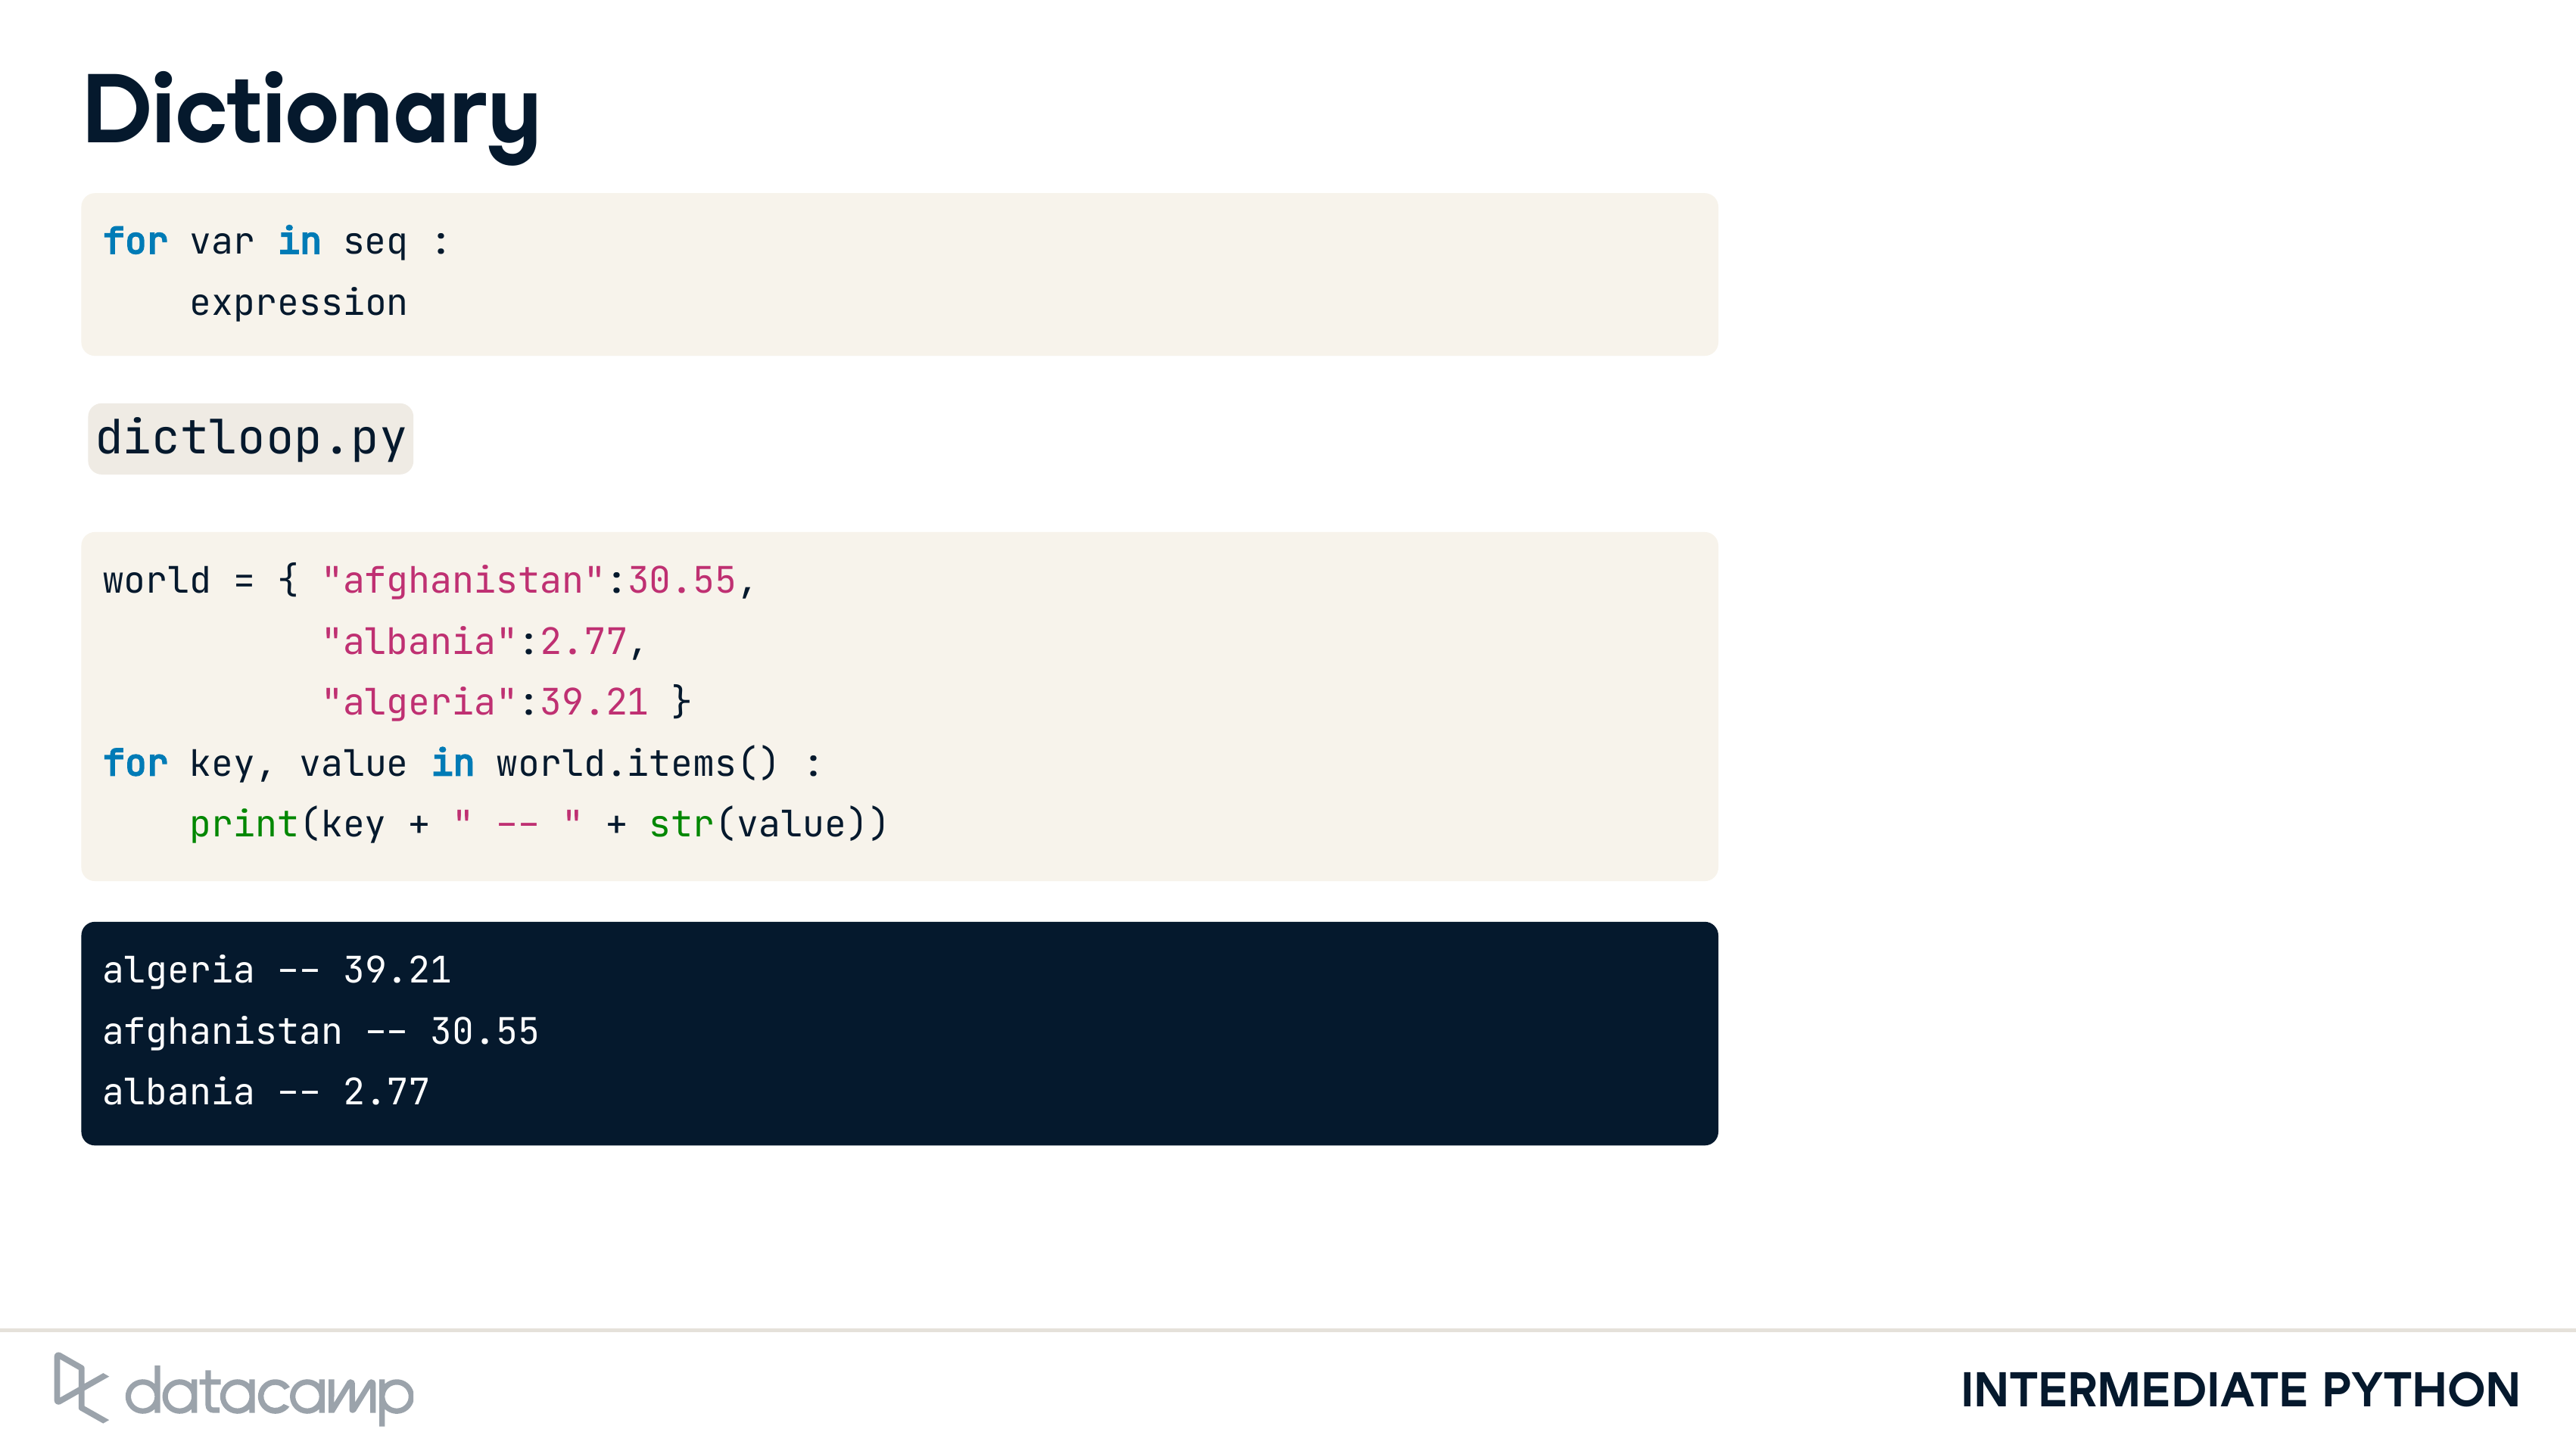 Dictionary
for var in seq :
    expression
dictloop.py
world = { "afghanistan":30.55,
          "albania":2.77,
          "algeria":39.21 }
for key, value in world.items() :
    print(key + " -- " + str(value))
algeria -- 39.21
afghanistan -- 30.55
albania -- 2.77
datacamp
INTERMEDIATE PYTHON